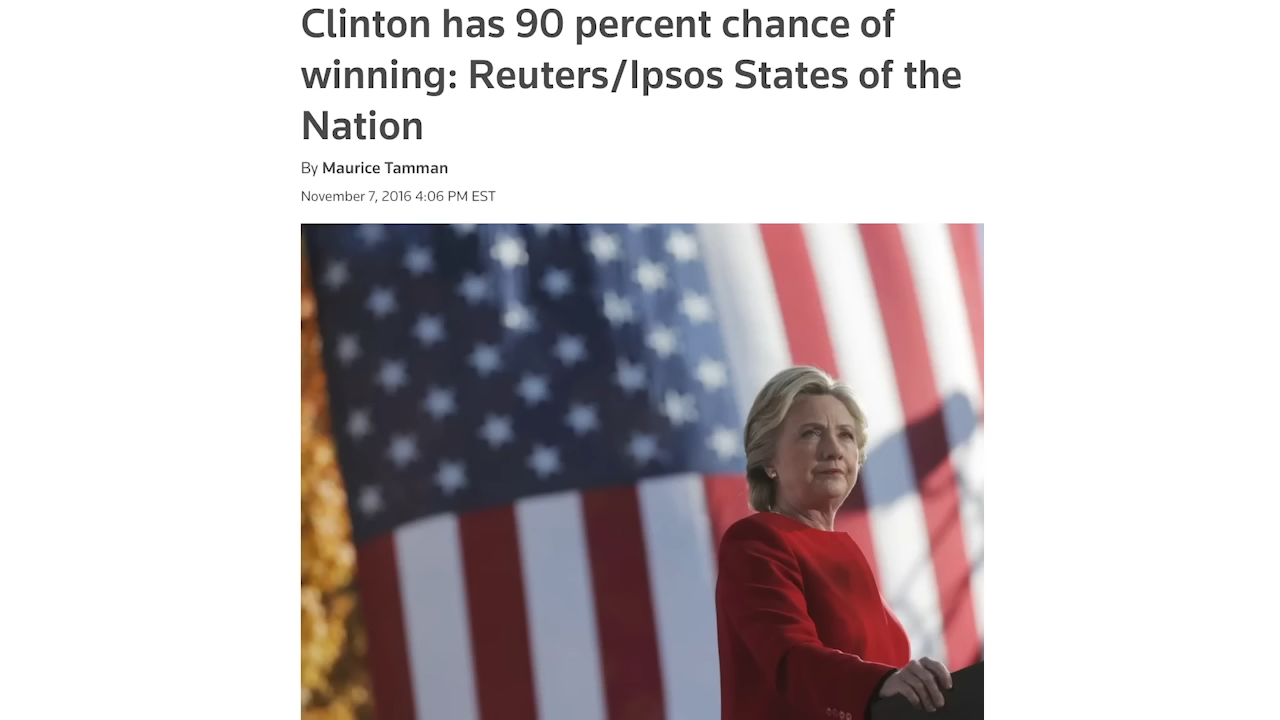 Clinton has 90 percent chance of
winning: Reuters/Ipsos States of the
Nation
By Maurice Tamman
November 7, 2016 4:06 PM EST